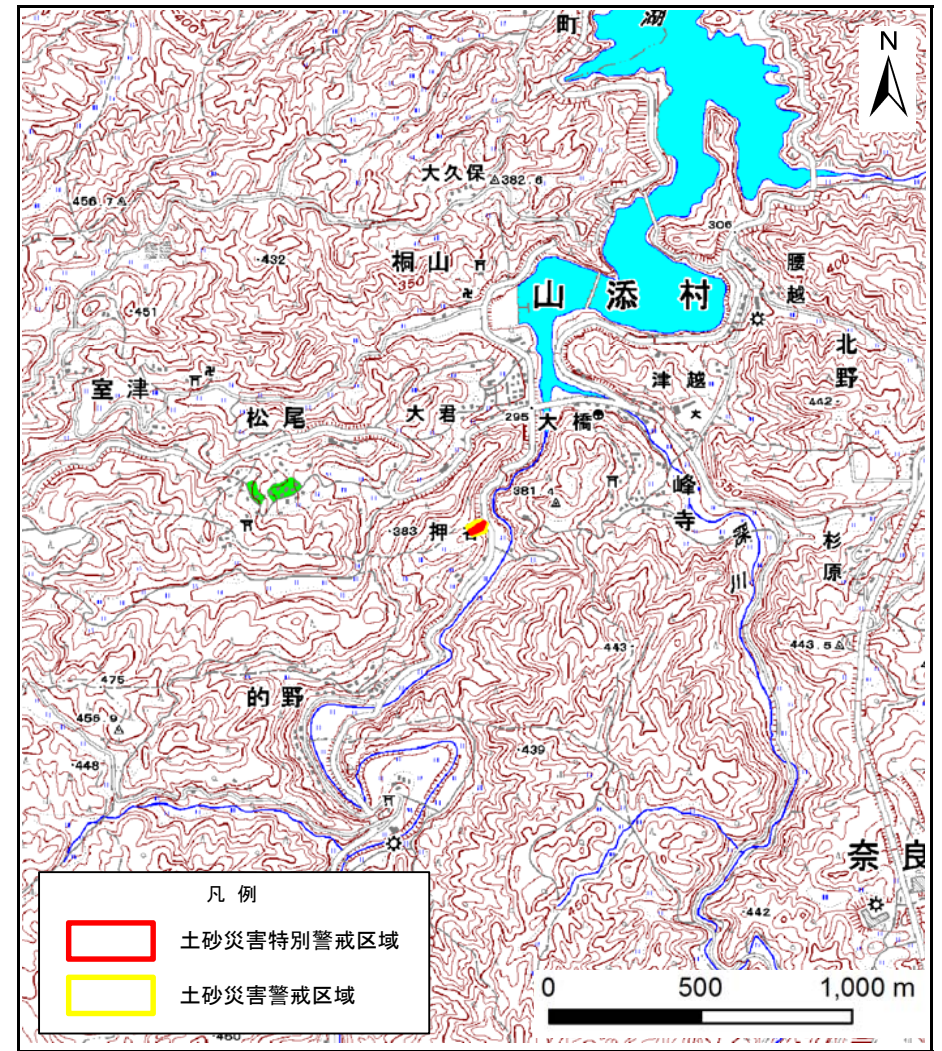 湖
町
N
400
大久保
382.6
456.7
306
腰越
400
・432
桐山
350
山添村
・451
北野
室津
津越
442・
松尾
大君
295
大橋
381.4
峰寺
・383
押
深川
杉原
443.5
443・
475
的野
456.9
・439
・448
奈良
凡 例
・442
土砂災害特別警戒区域
土砂災害警戒区域
0 500 1,000 m